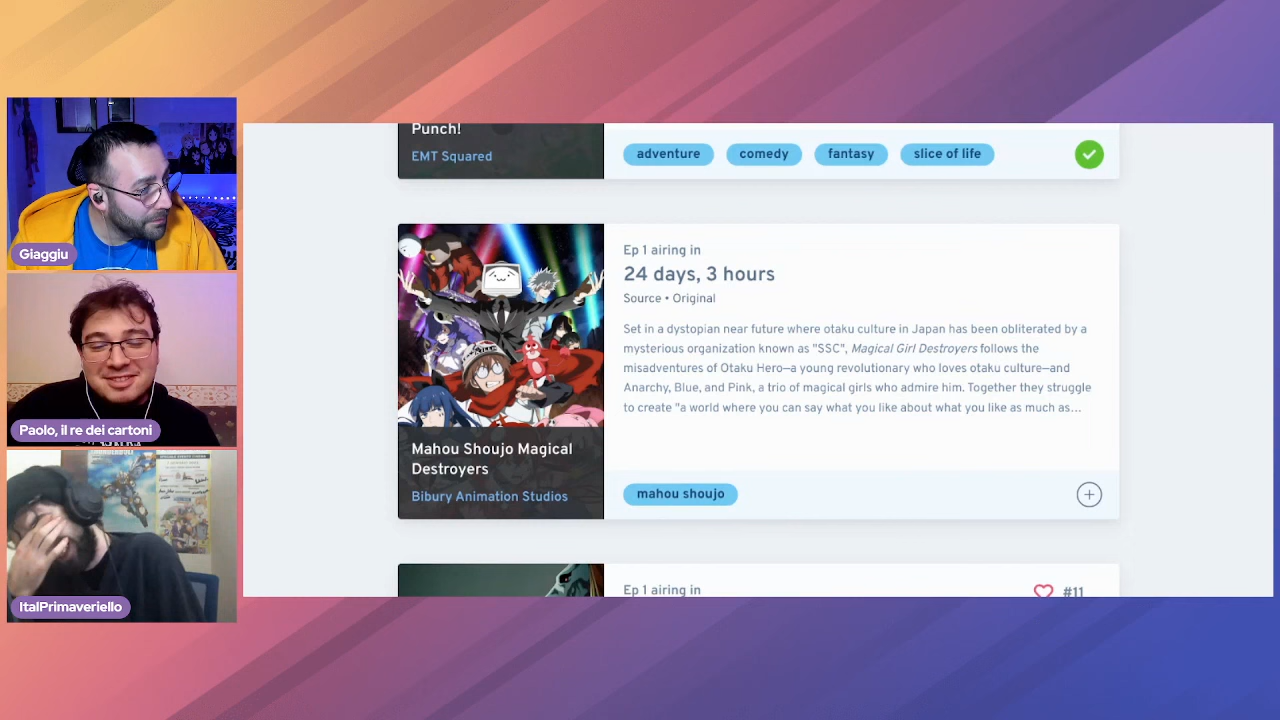 Giaggiu
Paolo, il re dei cartoni
ItalPrimaveriello
Punch!
EMT Squared
adventure
comedy
fantasy
slice of life
Ep 1 airing in
24 days, 3 hours
Source • Original
Set in a dystopian near future where otaku culture in Japan has been obliterated by a
mysterious organization known as "SSC", Magical Girl Destroyers follows the
misadventures of Otaku Hero—a young revolutionary who loves otaku culture—and
Anarchy, Blue, and Pink, a trio of magical girls who admire him. Together they struggle
to create "a world where you can say what you like about what you like as much as...
Mahou Shoujo Magical
Destroyers
Bibury Animation Studios
mahou shoujo
Ep 1 airing in
#11